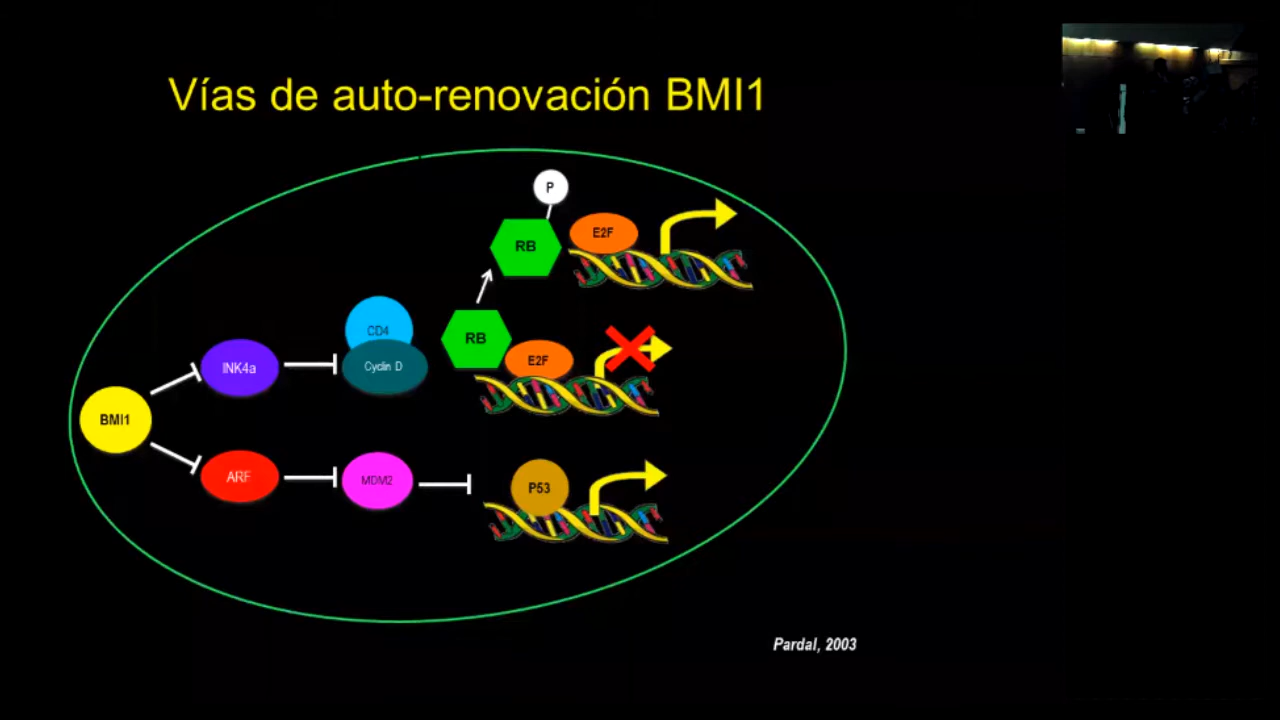 Vías de auto-renovación BMI1
P
RB
E2F
CD4
RB
Cyclin D
INK4a
E2F
BMI1
ARF
MDM2
P53
Pardal, 2003